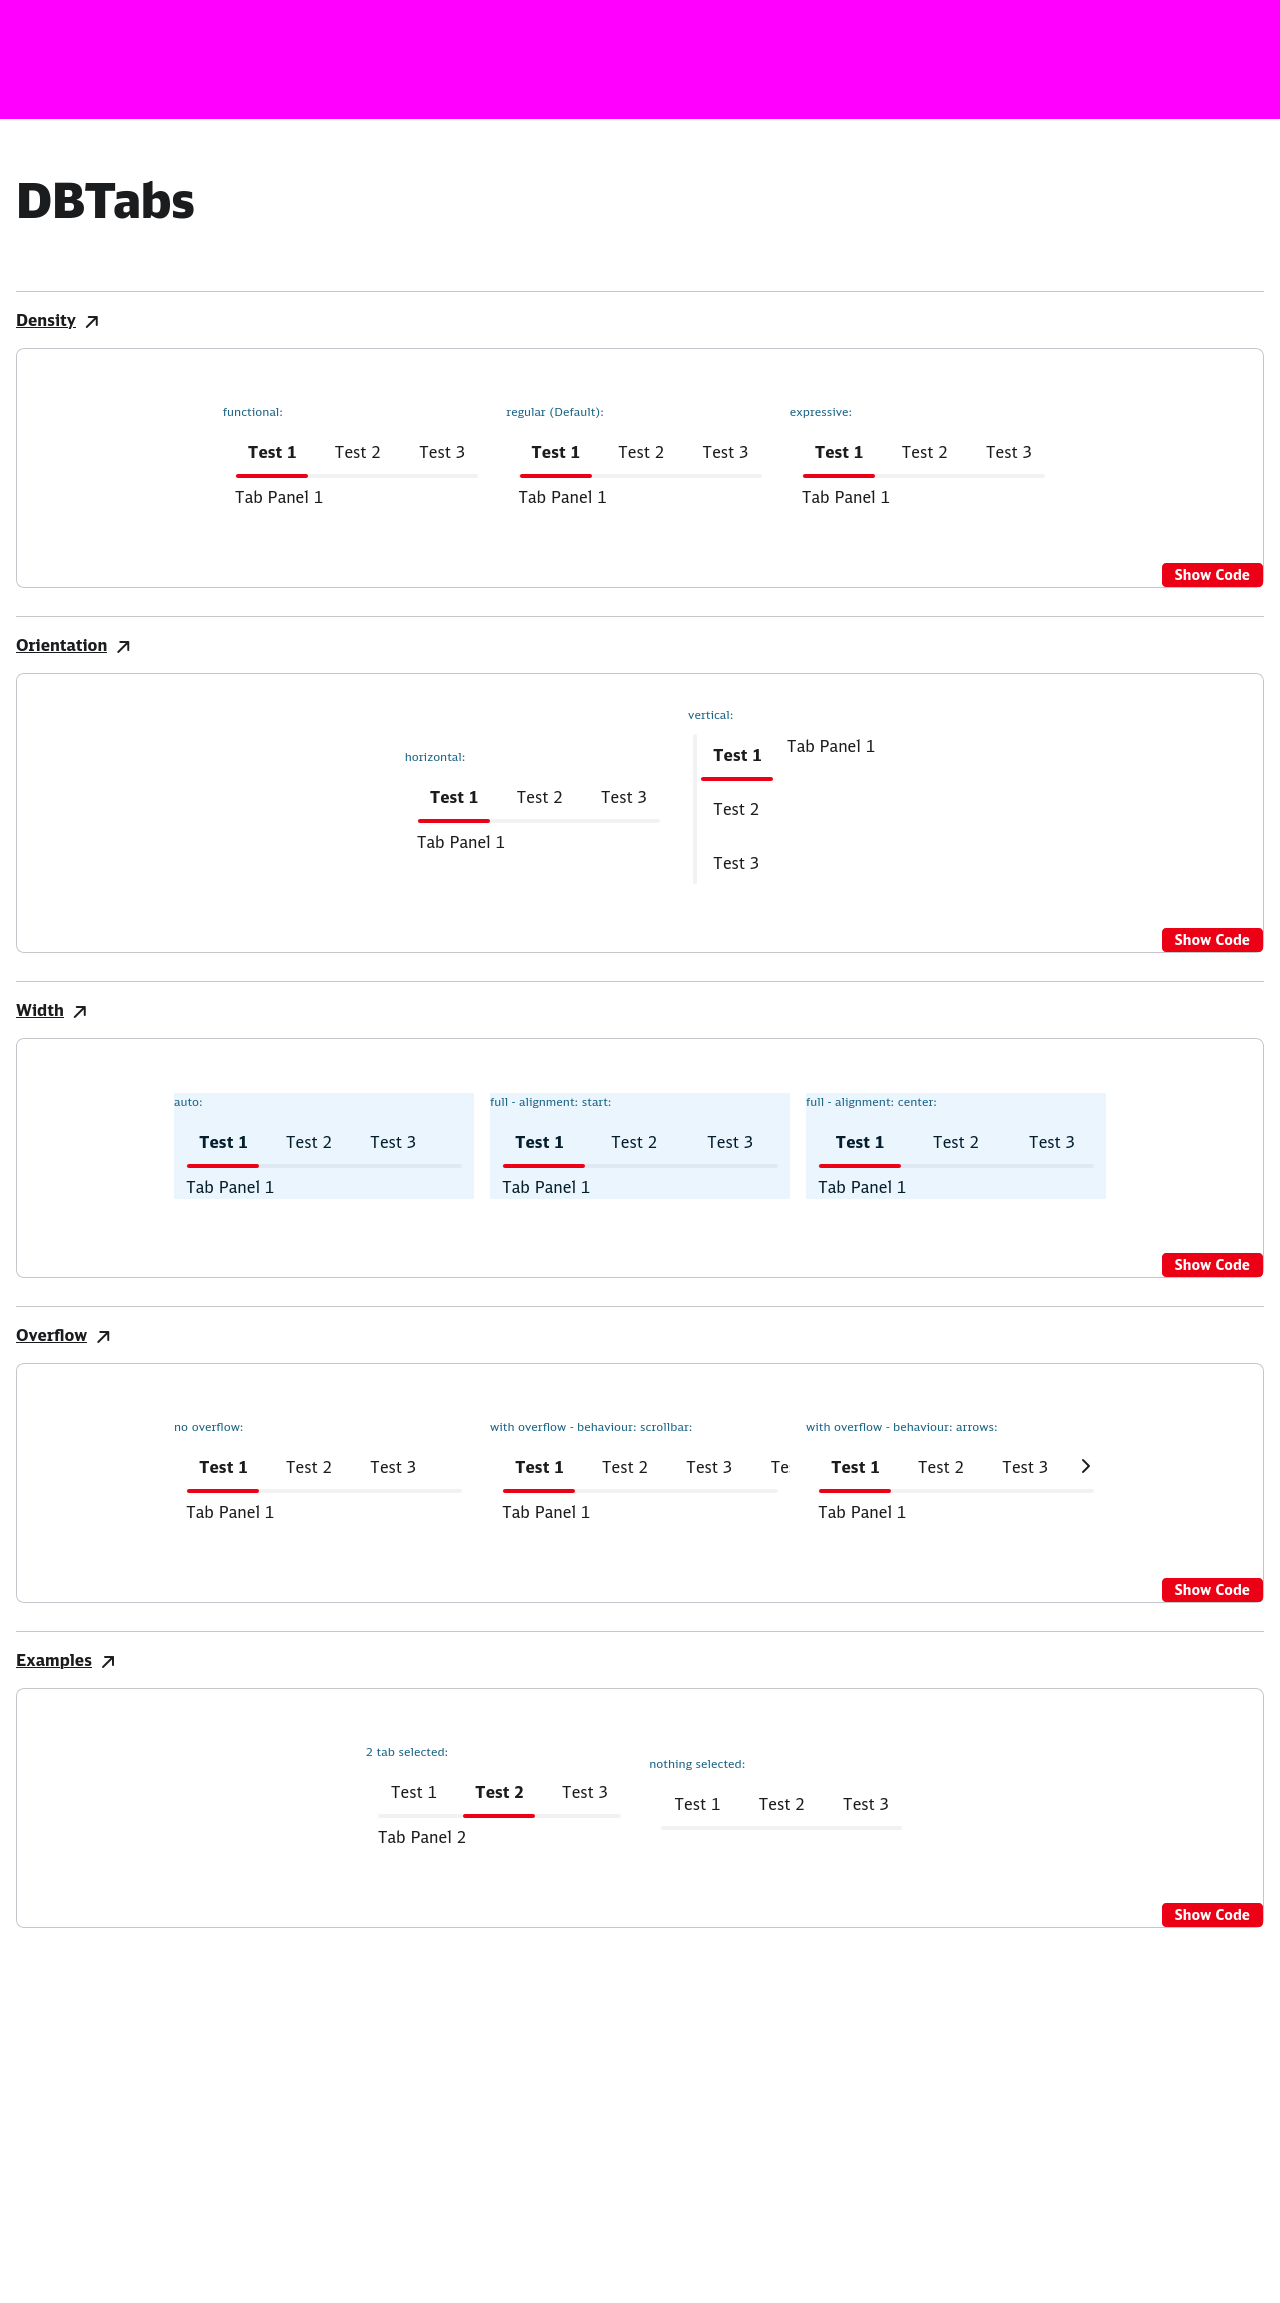 DBTabs
Density
functional: regular (Default): expressive:
Test 1 Test 2 Test 3 Test 1 Test 2 Test 3 Test 1 Test 2 Test 3
Tab Panel 1 Tab Panel 1 Tab Panel 1
Show Code
Orientation
vertical:
Test 1 Tab Panel 1
horizontal:
Test 1 Test 2 Test 3
Test 2
Tab Panel 1
Test 3
Show Code
Width
auto: full - alignment: start: full - alignment: center:
Test 1 Test 2 Test 3 Test 1 Test 2 Test 3 Test 1 Test 2 Test 3
Tab Panel 1 Tab Panel 1 Tab Panel 1
Show Code
Overflow
no overflow: with overflow - behaviour: scrollbar: with overflow - behaviour: arrows:
Test 1 Test 2 Test 3 Test 1 Test 2 Test 3 Test 1 Test 2 Test 3
Tab Panel 1 Tab Panel 1 Tab Panel 1
Show Code
Examples
2 tab selected: nothing selected:
Test 1 Test 2 Test 3 Test 1 Test 2 Test 3
Tab Panel 2
Show Code